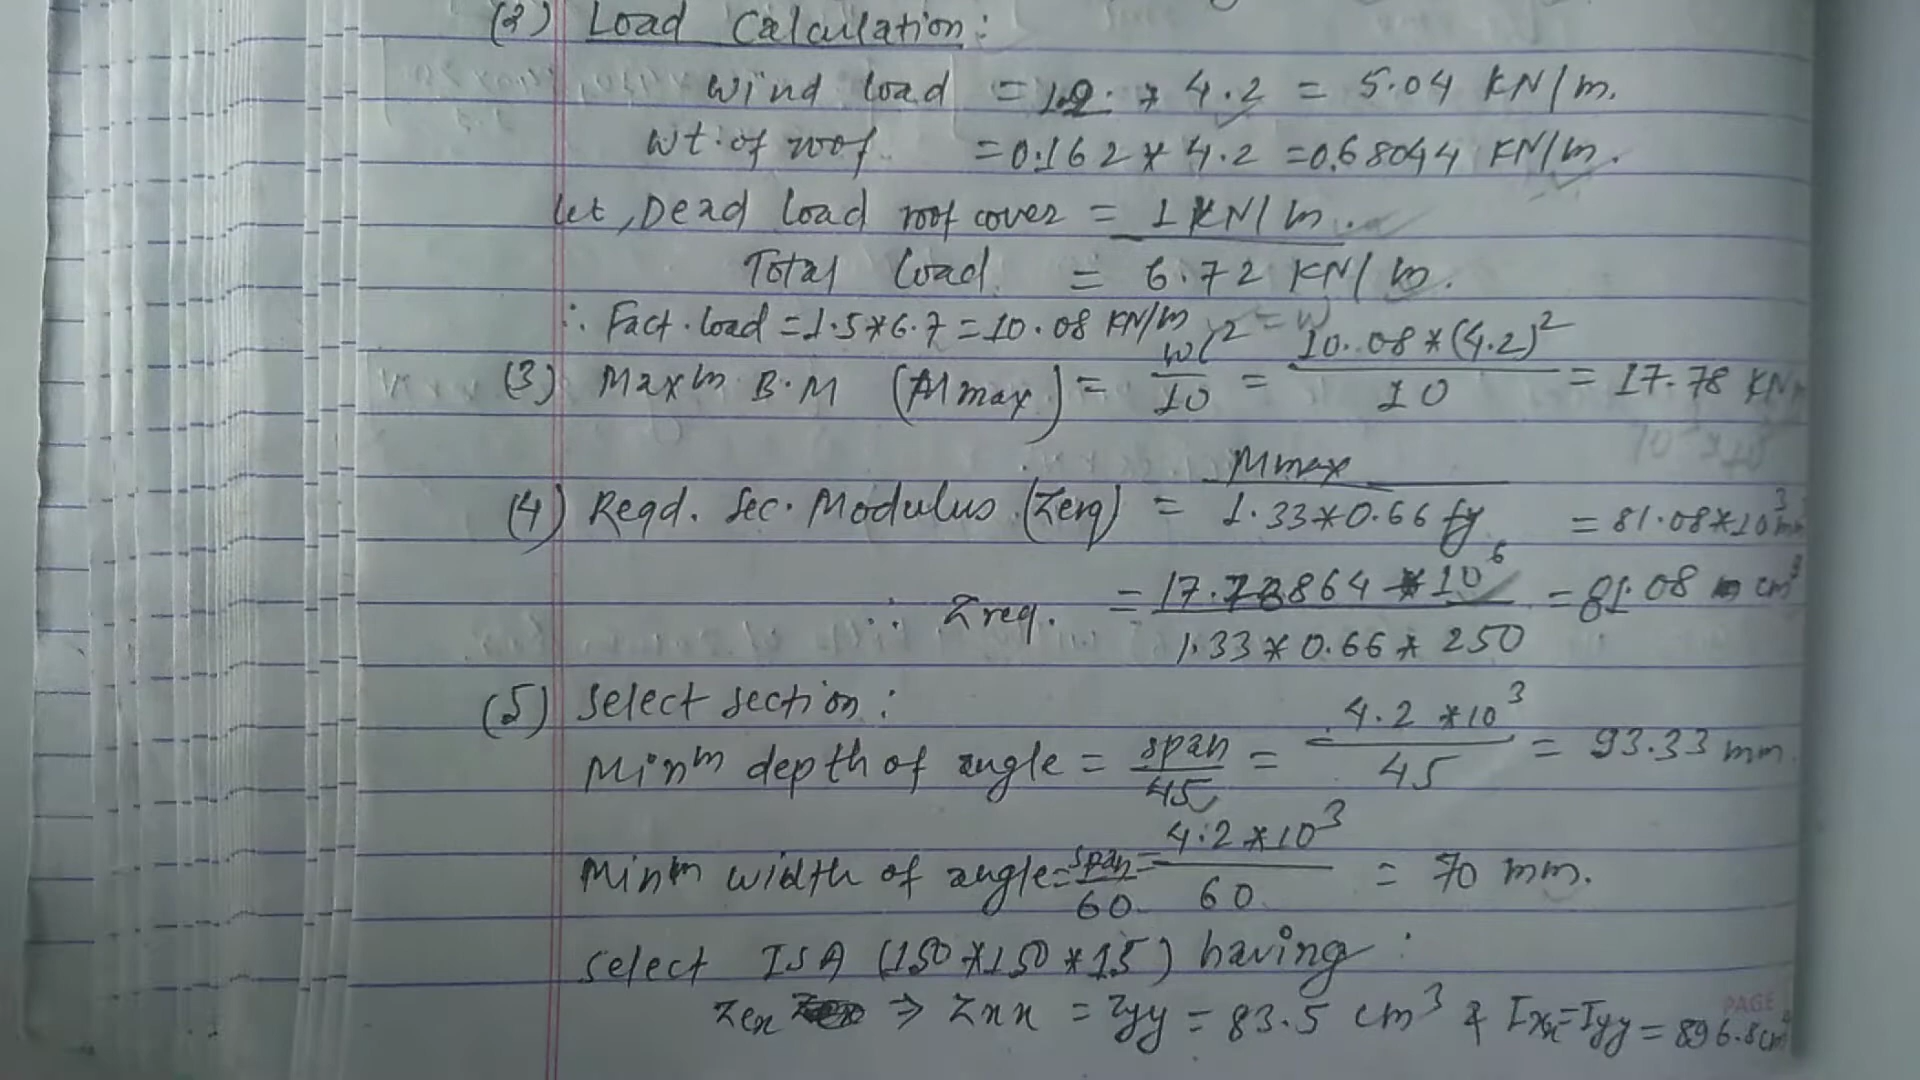 (2) Load Calculation:
Wind load = 1.2 * 4.2 = 5.04 KN/m.
Wt. of roof = 0.162 * 4.2 = 0.68044 KN/m.
Let, Dead load roof cover = 1 KN/m.
Total load = 6.72 KN/m.
∴ Fact. load = 1.5*6.7 = 10.08 KN/m
(3) Maxm B.M (Mmax) = wl²/10 = 10.08*(4.2)²/10 = 17.78 KN
(4) Reqd. Sec. Modulus (Zerq) = Mmax/1.33*0.66 fy = 81.08*10³ mm
∴ Zreq. = 17.78864 * 10⁶/1.33*0.66*250 = 81.08 cm³
(5) Select section:
Minm depth of angle = span/45 = 4.2*10³/45 = 93.33 mm.
Minm width of angle = span/60 = 4.2*10³/60 = 70 mm.
Select ISA (150*150*15) having:
Zex ⇒ Zxx = Zyy = 83.5 cm³ & Ixx=Iyy = 896.8cm⁴
PAGE